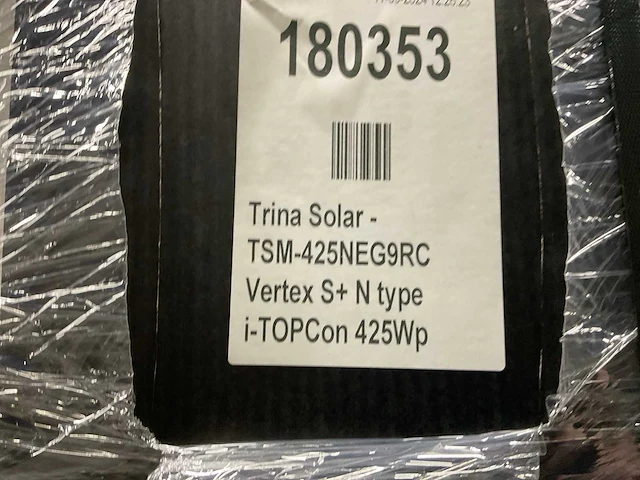 180353
Trina Solar -
TSM-425NEG9RC
Vertex S+ N type
i-TOPCon 425Wp